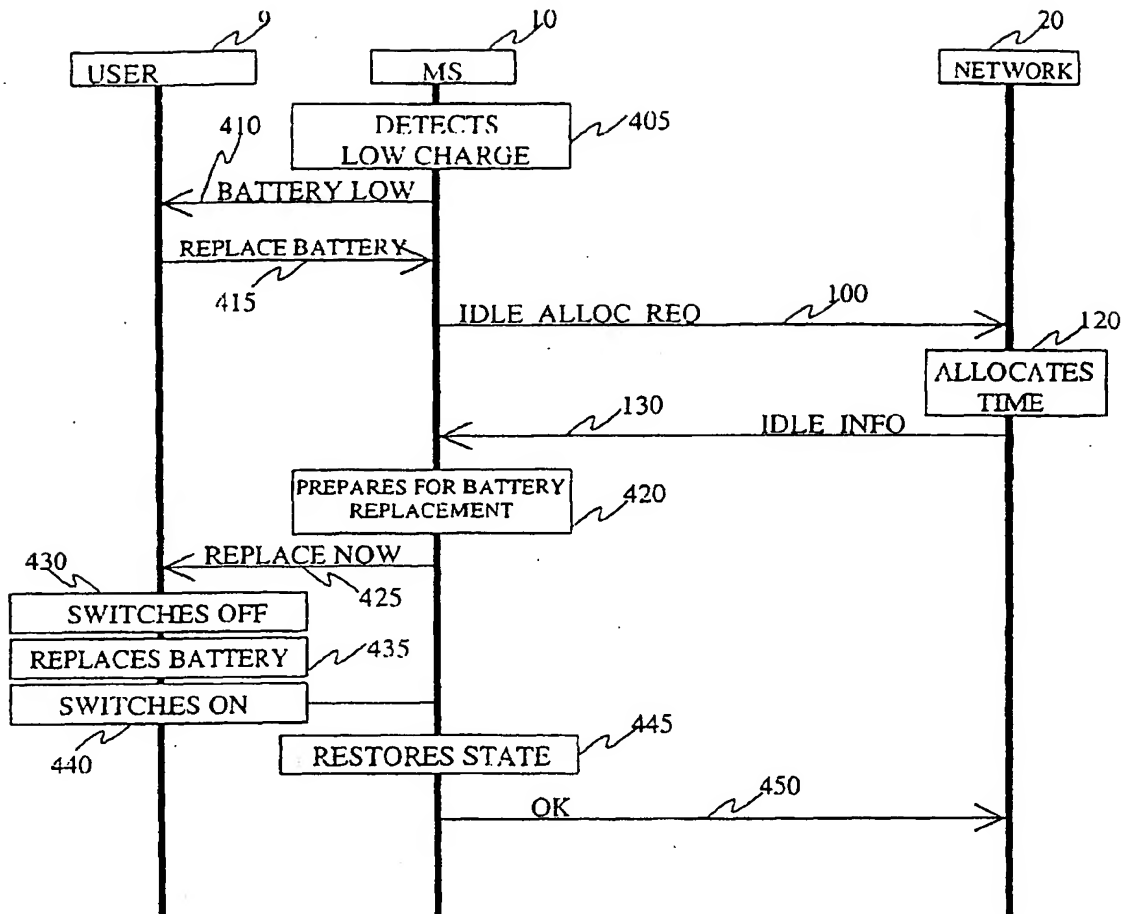 9
10
20
USER
MS
NETWORK
DETECTS
LOW CHARGE
405
410
BATTERY LOW
REPLACE BATTERY
415
IDLE ALLOC REQ
100
120
ALLOCATES
TIME
130
IDLE INFO
PREPARES FOR BATTERY
REPLACEMENT
420
REPLACE NOW
430
425
SWITCHES OFF
REPLACES BATTERY
435
SWITCHES ON
440
445
RESTORES STATE
450
OK